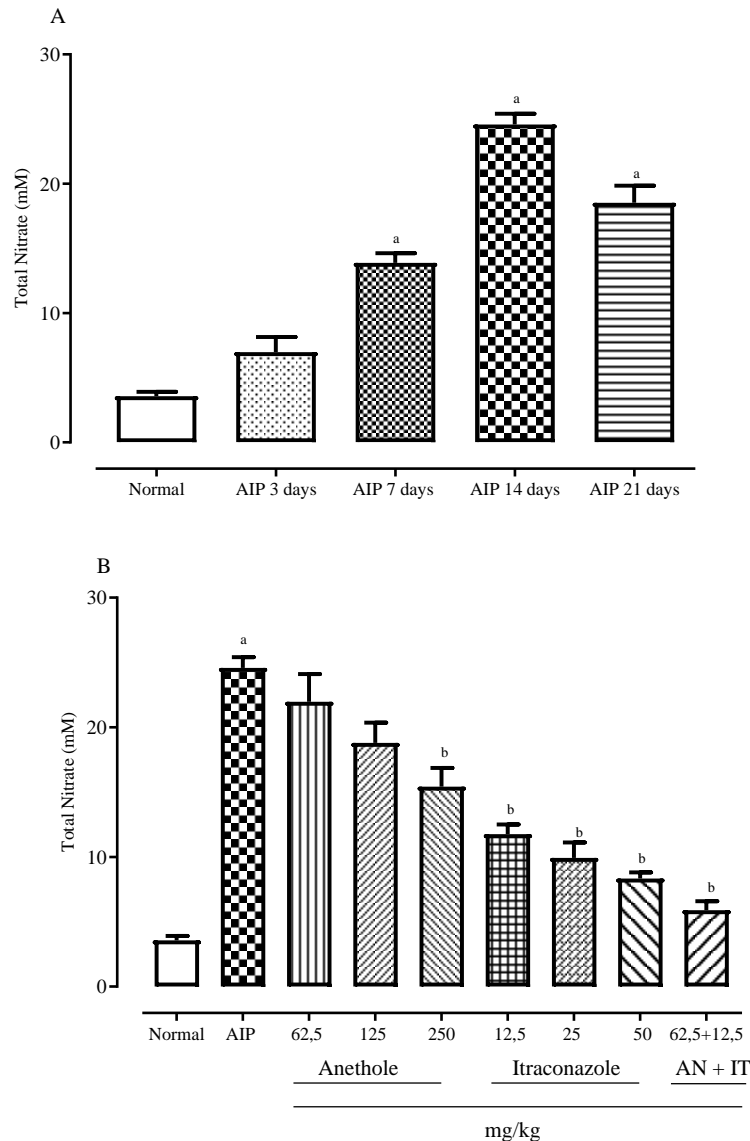 A
30
a
a
20
a
Total Nitrate (mM)
10
0
Normal AIP 3 days AIP 7 days AIP 14 days AIP 21 days
B
30
a
b
20
b
b
b
b
Total Nitrate (mM)
10
0
Normal AIP 62,5 125 250 12,5 25 50 62,5+12,5
Anethole Itraconazole AN + IT
mg/kg